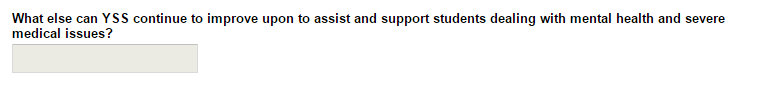 What else can YSS continue to improve upon to assist and support students dealing with mental health and severe
medical issues?